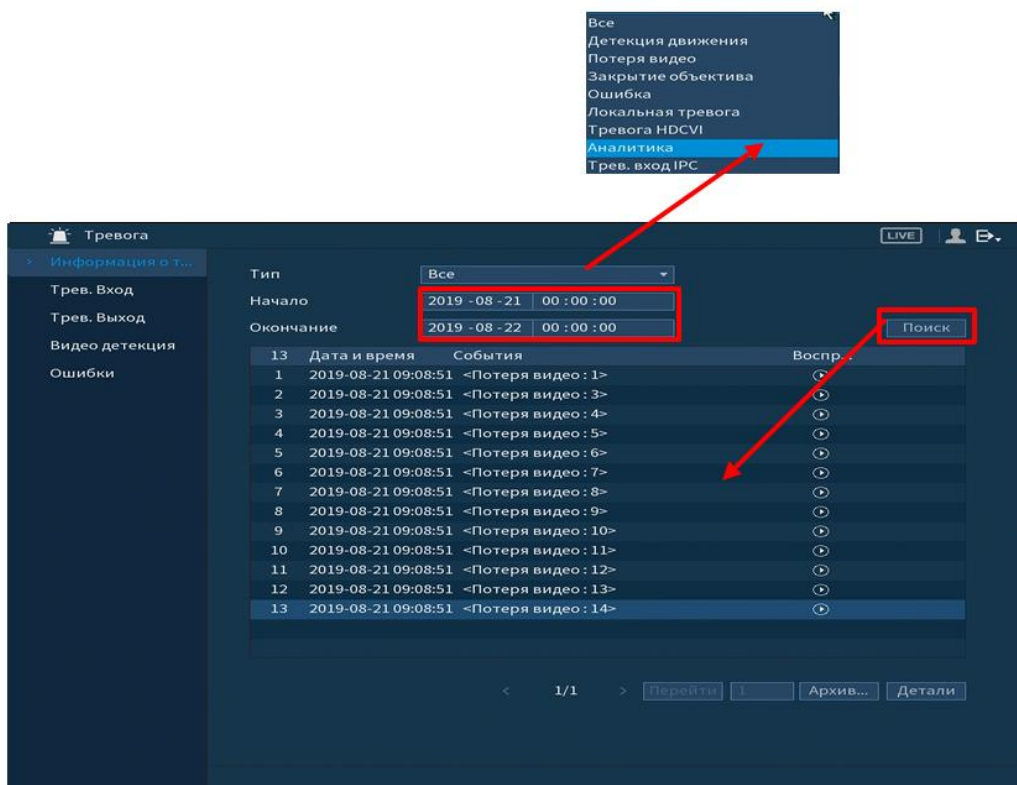 Все
Детекция движения
Потеря видео
Закрытие объектива
Ошибка
Локальная тревога
Тревога HDCVI
Аналитика
Трев. вход IPC
Тревога LIVE
Информация о т...
Трев. Вход
Трев. Выход
Видео детекция
Ошибки
Тип Все
Начало 2019 -08 -21 00 :00 :00
Окончание 2019 -08 -22 00 :00 :00 Поиск
13 Дата и время События Воспр...
1 2019-08-21 09:08:51 <Потеря видео : 1>
2 2019-08-21 09:08:51 <Потеря видео : 3>
3 2019-08-21 09:08:51 <Потеря видео : 4>
4 2019-08-21 09:08:51 <Потеря видео : 5>
5 2019-08-21 09:08:51 <Потеря видео : 6>
6 2019-08-21 09:08:51 <Потеря видео : 7>
7 2019-08-21 09:08:51 <Потеря видео : 8>
8 2019-08-21 09:08:51 <Потеря видео : 9>
9 2019-08-21 09:08:51 <Потеря видео : 10>
10 2019-08-21 09:08:51 <Потеря видео : 11>
11 2019-08-21 09:08:51 <Потеря видео : 12>
12 2019-08-21 09:08:51 <Потеря видео : 13>
13 2019-08-21 09:08:51 <Потеря видео : 14>
< 1/1 > Перейти 1 Архив... Детали